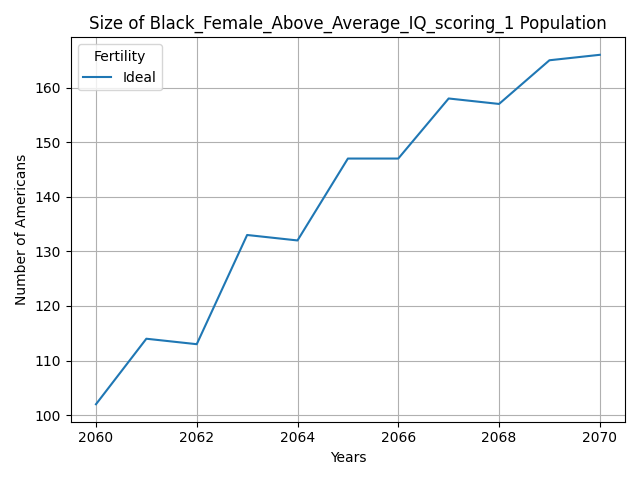 Size of Black_Female_Above_Average_IQ_scoring_1 Population
Fertility
Ideal
Number of Americans
160
150
140
130
120
110
100
2060 2062 2064 2066 2068 2070
Years